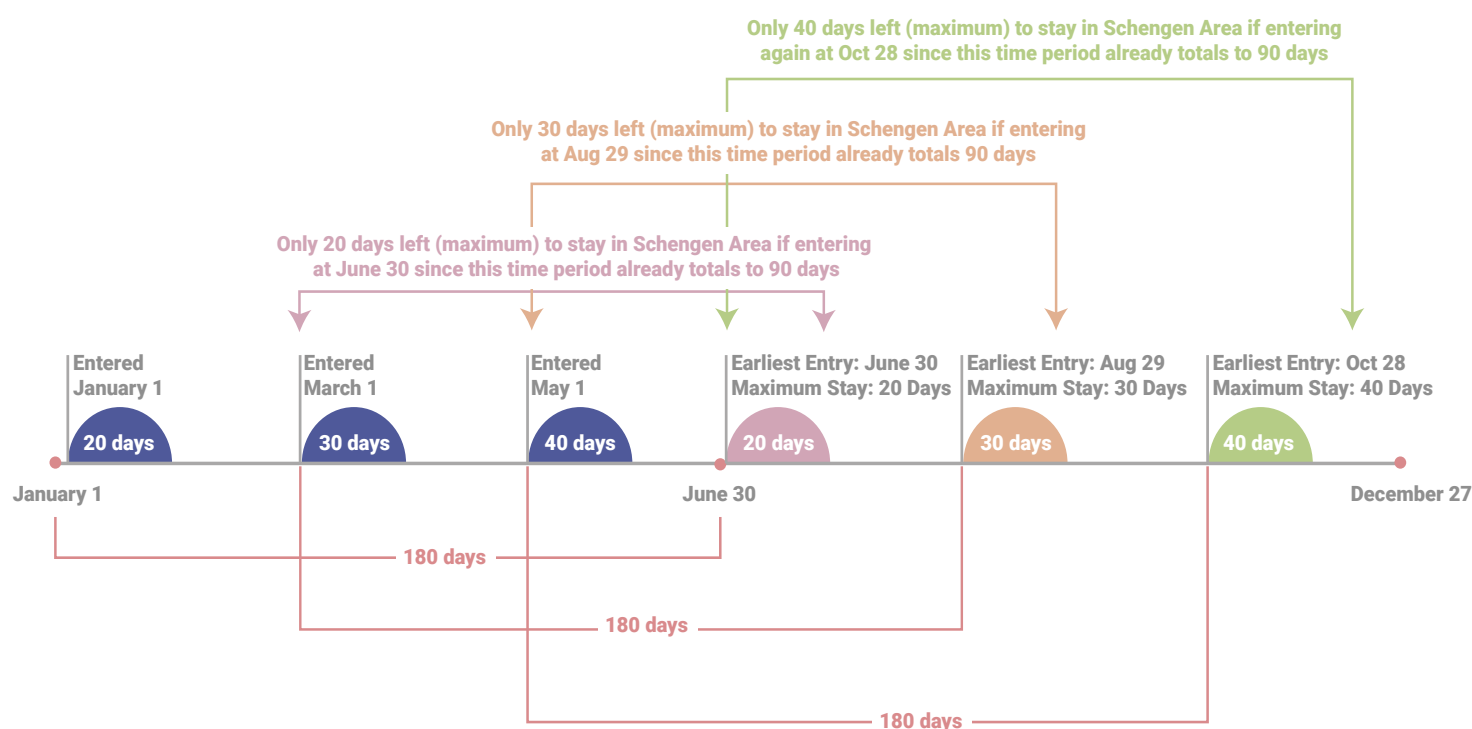 Only 40 days left (maximum) to stay in Schengen Area if entering
again at Oct 28 since this time period already totals to 90 days
Only 30 days left (maximum) to stay in Schengen Area if entering
at Aug 29 since this time period already totals 90 days
Only 20 days left (maximum) to stay in Schengen Area if entering
at June 30 since this time period already totals to 90 days
Entered
January 1
Entered
March 1
Entered
May 1
Earliest Entry: June 30
Maximum Stay: 20 Days
Earliest Entry: Aug 29
Maximum Stay: 30 Days
Earliest Entry: Oct 28
Maximum Stay: 40 Days
20 days
30 days
40 days
20 days
30 days
40 days
January 1
June 30
December 27
180 days
180 days
180 days